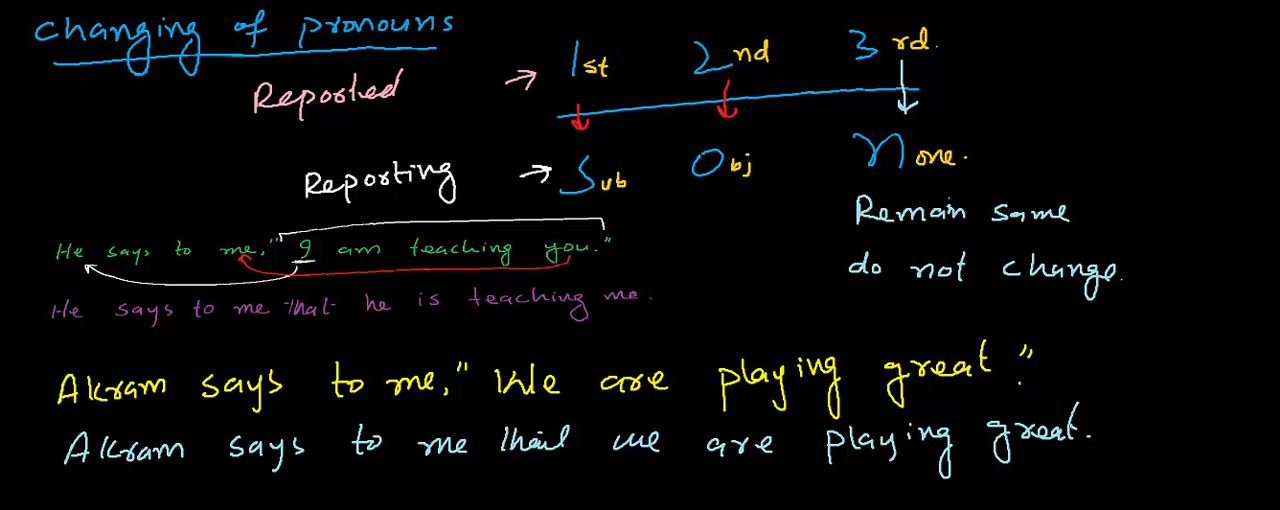 Changing of pronouns
Reported → 1st 2nd 3rd.
Reporting → Sub Obj None.
Remain same
do not change.
He says to me," "I am teaching you."
He says to me that he is teaching me.
Akram says to me," We are playing great".
Akram says to me that we are playing great.